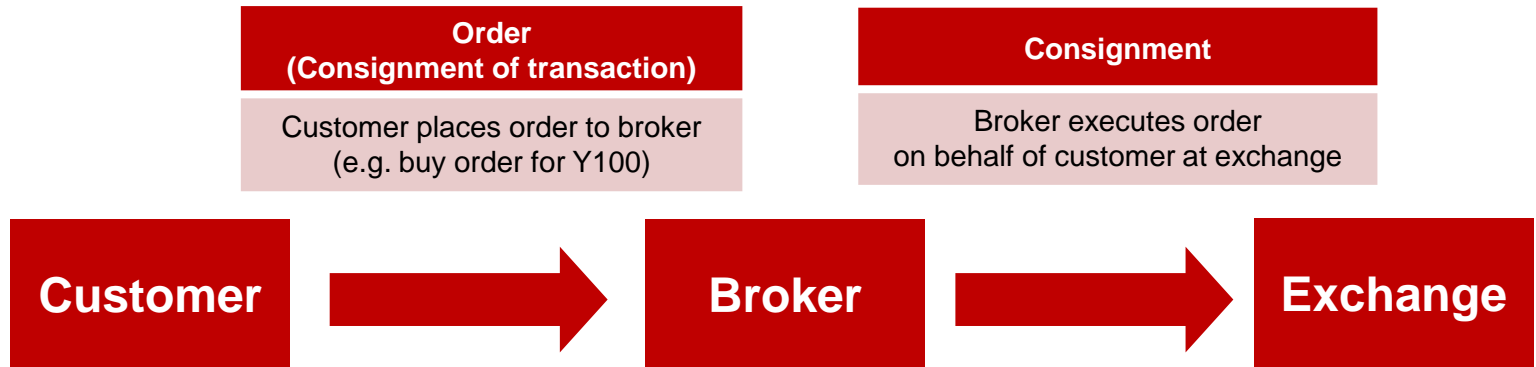 Order
(Consignment of transaction)
Customer places order to broker
(e.g. buy order for Y100)
Consignment
Broker executes order
on behalf of customer at exchange
Customer
Broker
Exchange